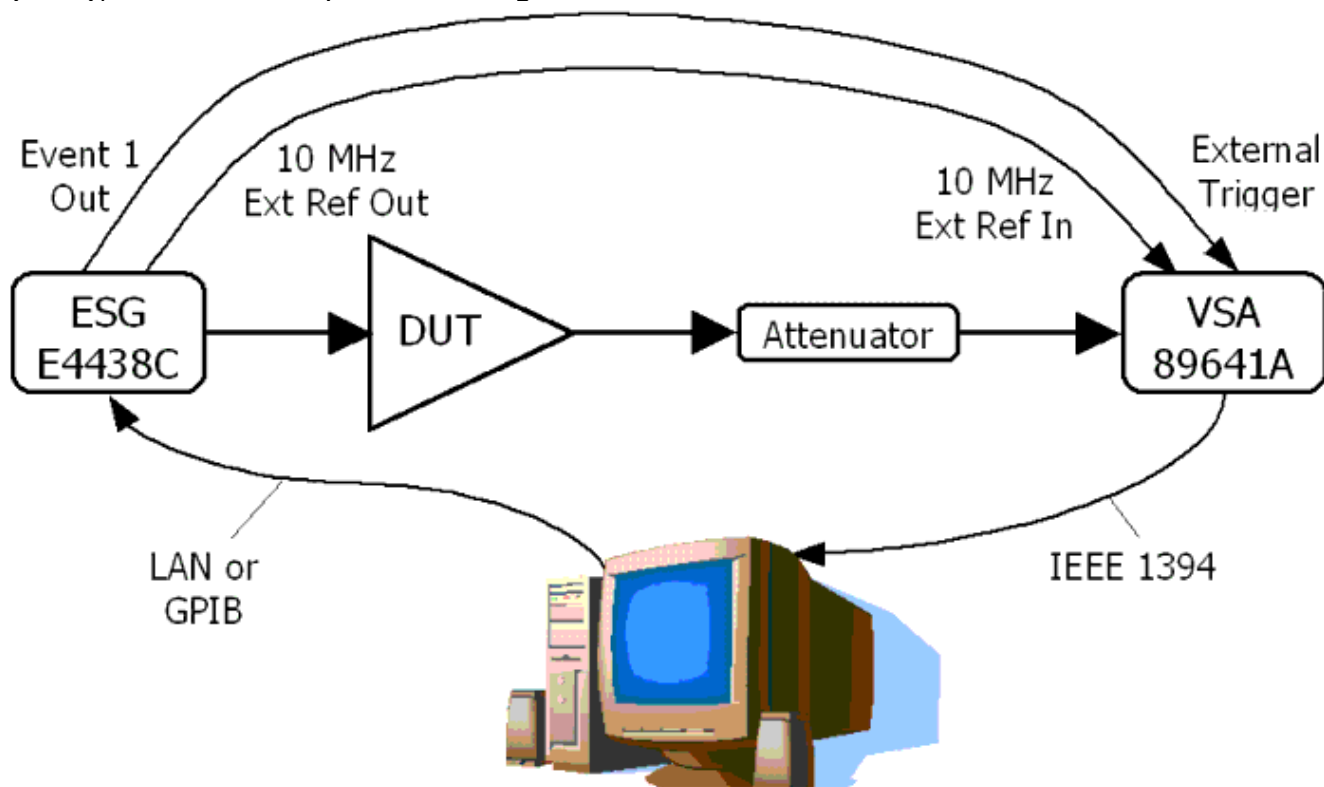 Event 1
Out
10 MHz
Ext Ref Out
10 MHz
Ext Ref In
External
Trigger
ESG
E4438C
DUT
Attenuator
VSA
89641A
LAN or
GPIB
IEEE 1394